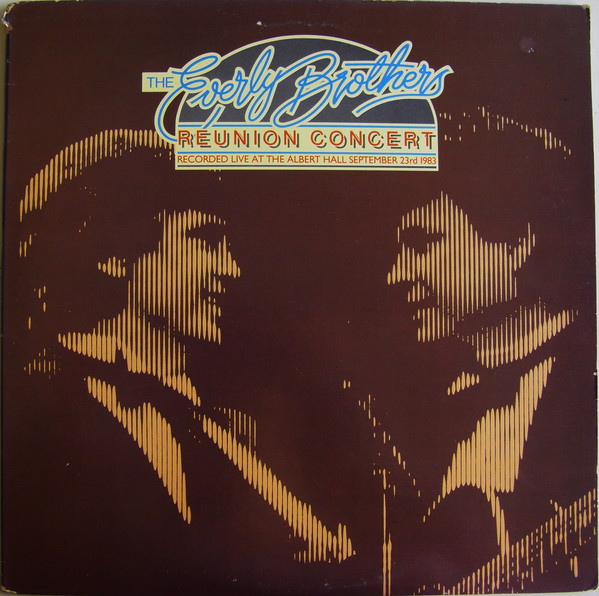 THE Everly Brothers
REUNION CONCERT
RECORDED LIVE AT THE ALBERT HALL SEPTEMBER 23rd 1983